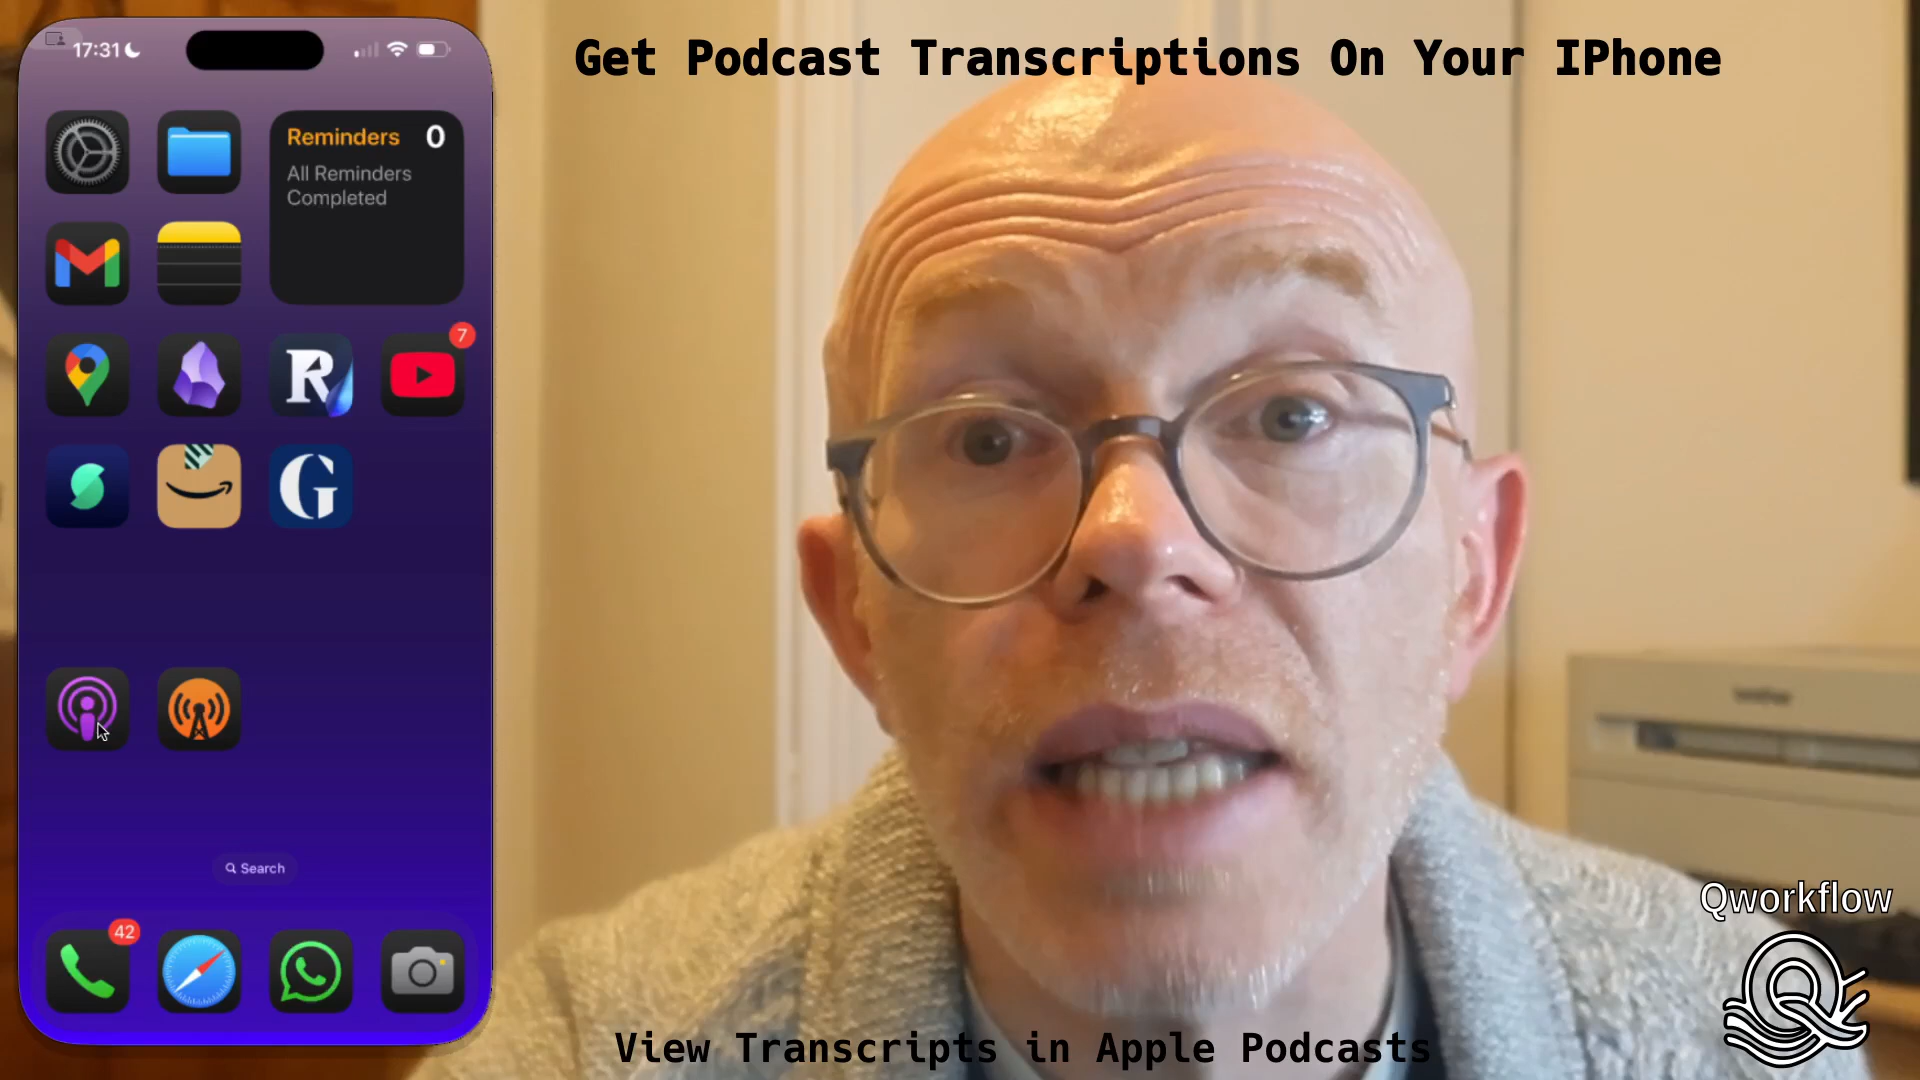 17:31
Get Podcast Transcriptions On Your IPhone
Reminders 0
All Reminders
Completed
7
R
G
Search
42
Qworkflow
Q
View Transcripts in Apple Podcasts
brother